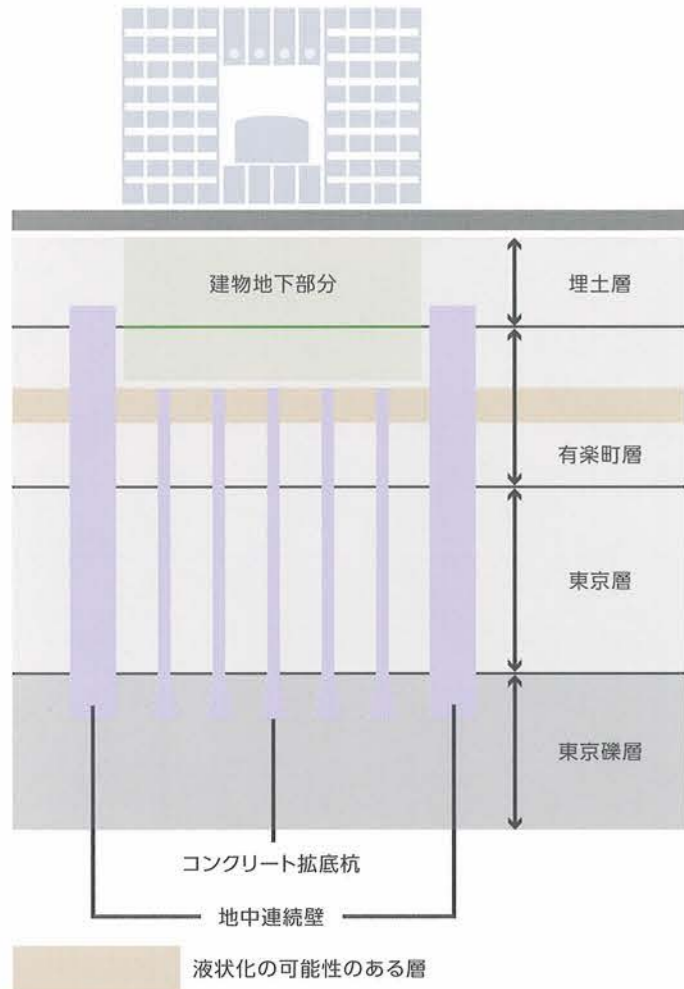 建物地下部分
埋土層
有楽町層
東京層
東京礫層
コンクリート拡底杭
地中連続壁
液状化の可能性のある層